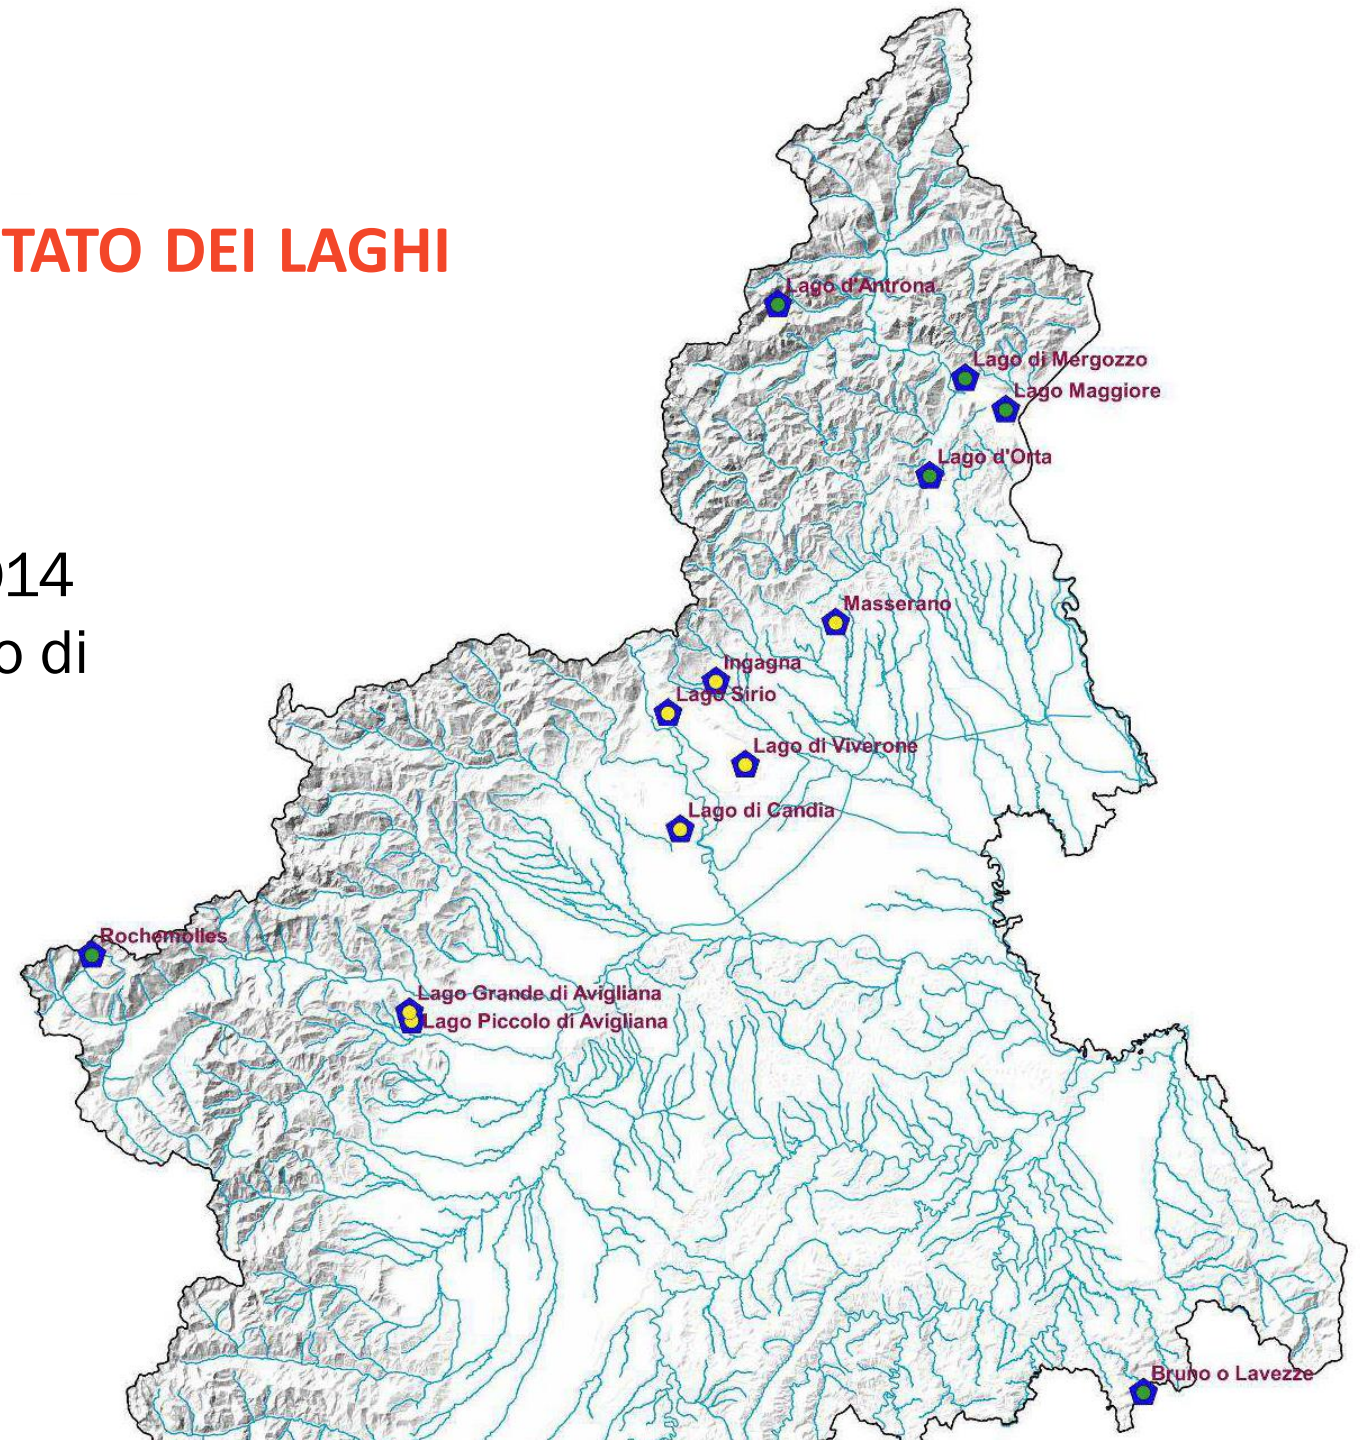 TATO DEI LAGHI
Lago d'Antrona
Lago di Mergozzo
Lago Maggiore
Lago d'Orta
14
o di
Masserano
Ingagna
Lago Sirio
Lago di Viverone
Lago di Candia
Rochemolles
Lago Grande di Avigliana
Lago Piccolo di Avigliana
Bruno o Lavezze